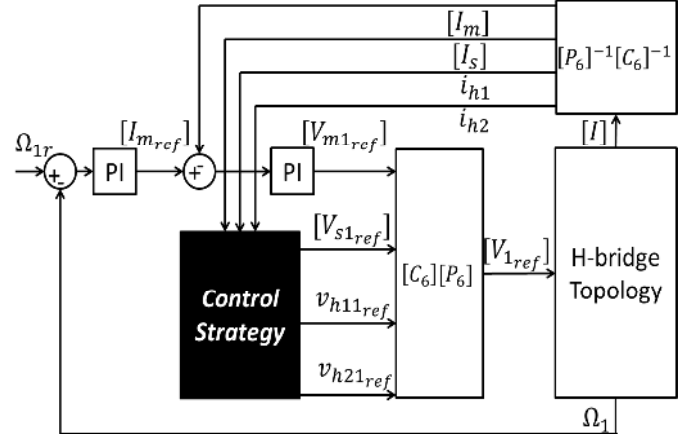 [I_m]
[I_s]
i_{h1}
i_{h2}
[P_6]^{-1}[C_6]^{-1}
Ω_{1r}
+
-
PI
[I_{m_{ref}}]
+
-
PI
[V_{m1_{ref}}]
[I]
[V_{s1_{ref}}]
v_{h11_{ref}}
v_{h21_{ref}}
Control
Strategy
[C_6][P_6]
[V_{1_{ref}}]
H-bridge
Topology
Ω_1